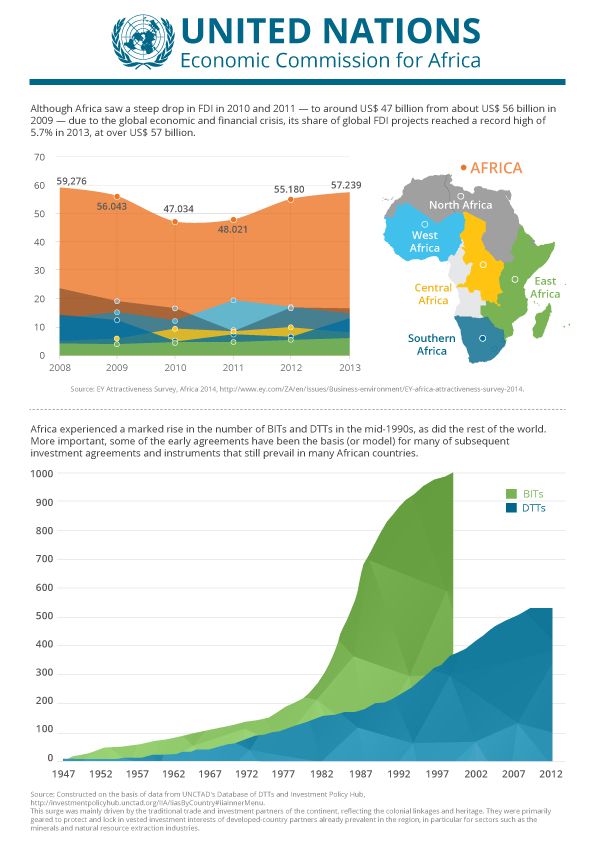 UNITED NATIONS
Economic Commission for Africa
Although Africa saw a steep drop in FDI in 2010 and 2011 — to around US$ 47 billion from about US$ 56 billion in
2009 — due to the global economic and financial crisis, its share of global FDI projects reached a record high of
5.7% in 2013, at over US$ 57 billion.
70
60
50
40
30
20
10
0
59,276
56.043
47.034
48.021
55.180
57.239
2008 2009 2010 2011 2012 2013
AFRICA
North Africa
West
Africa
Central
Africa
East
Africa
Southern
Africa
Source: EY Attractiveness Survey, Africa 2014, http://www.ey.com/ZA/en/Issues/Business-environment/EY-africa-attractiveness-survey-2014.
Africa experienced a marked rise in the number of BITs and DTTs in the mid-1990s, as did the rest of the world.
More important, some of the early agreements have been the basis (or model) for many of subsequent
investment agreements and instruments that still prevail in many African countries.
1000
900
800
700
600
500
400
300
200
100
0
BITs
DTTs
1947 1952 1957 1962 1967 1972 1977 1982 1987 1992 1997 2002 2007 2012
Source: Constructed on the basis of data from UNCTAD's Database of DTTs and Investment Policy Hub,
http://investmentpolicyhub.unctad.org/IIA/IiasByCountry#iiaInnerMenu.
This surge was mainly driven by the traditional trade and investment partners of the continent, reflecting the colonial linkages and heritage. They were primarily
geared to protect and lock in vested investment interests of developed-country partners already prevalent in the region, in particular for sectors such as the
minerals and natural resource extraction industries.